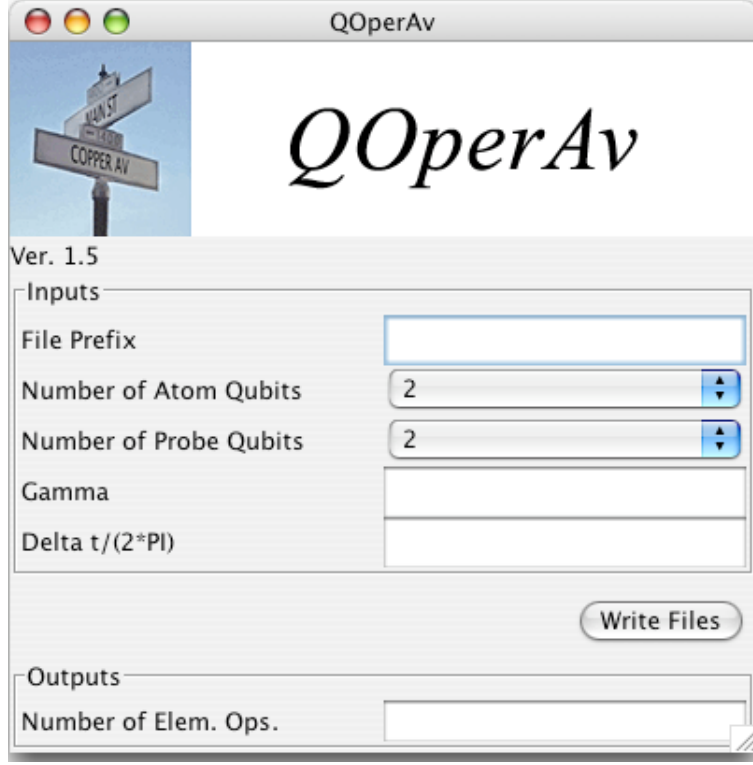 QOperAv
MAIN ST
1400
COPPER AV
QOperAv
Ver. 1.5
Inputs
File Prefix
Number of Atom Qubits 2
Number of Probe Qubits 2
Gamma
Delta t/(2*PI)
Write Files
Outputs
Number of Elem. Ops.